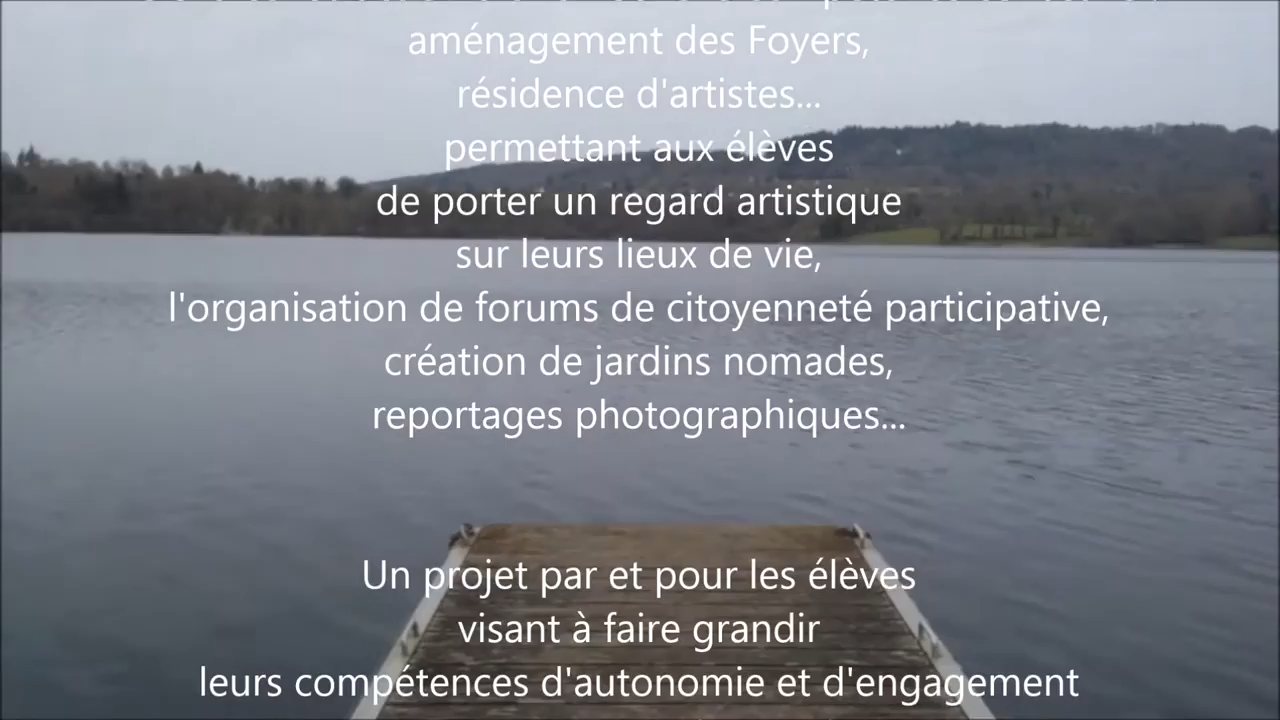 aménagement des Foyers,
résidence d'artistes...
permettant aux élèves
de porter un regard artistique
sur leurs lieux de vie,
l'organisation de forums de citoyenneté participative,
création de jardins nomades,
reportages photographiques...
Un projet par et pour les élèves
visant à faire grandir
leurs compétences d'autonomie et d'engagement